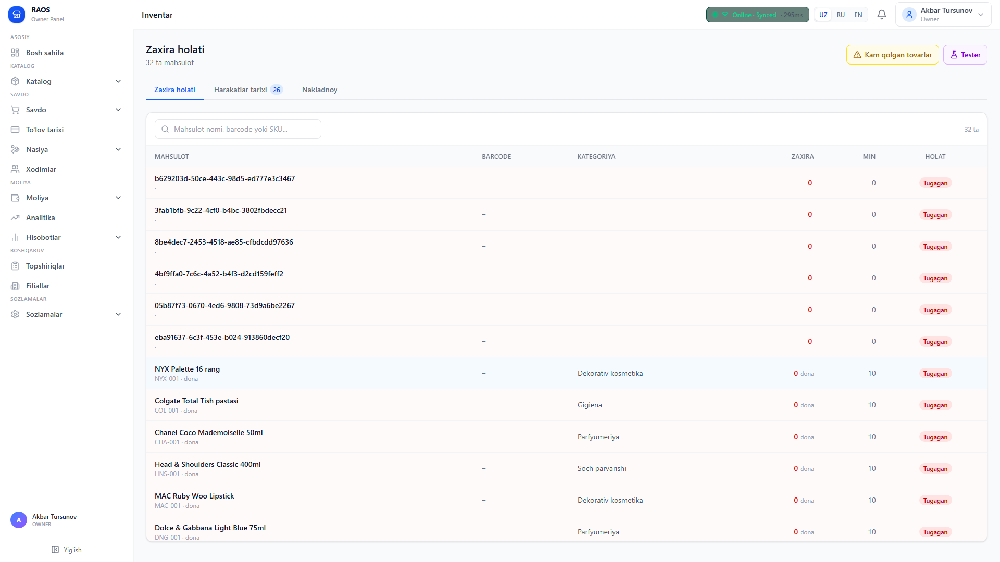 RAOS
Owner Panel
Inventar
Online · Synced · 295ms
UZ RU EN
Akbar Tursunov
Owner
ASOSIY
Bosh sahifa
KATALOG
Katalog
SAVDO
Savdo
To'lov tarixi
Nasiya
Xodimlar
MOLIYA
Moliya
Analitika
Hisobotlar
BOSHQARUV
Topshiriqlar
Filiallar
SOZLAMALAR
Sozlamalar
A
Akbar Tursunov
OWNER
Yig'ish
Zaxira holati
32 ta mahsulot
Kam qolgan tovarlar
Tester
Zaxira holati Harakatlar tarixi 26 Nakladnoy
Mahsulot nomi, barcode yoki SKU...
32 ta
MAHSULOT BARCODE KATEGORIYA ZAXIRA MIN HOLAT
b629203d-50ce-443c-98d5-ed777e3c3467 – 0 0 Tugagan
·
3fab1bfb-9c22-4cf0-b4bc-3802fbdecc21 – 0 0 Tugagan
·
8be4dec7-2453-4518-ae85-cfbdcdd97636 – 0 0 Tugagan
·
4bf9ffa0-7c6c-4a52-b4f3-d2cd159feff2 – 0 0 Tugagan
·
05b87f73-0670-4ed6-9808-73d9a6be2267 – 0 0 Tugagan
·
eba91637-6c3f-453e-b024-913860decf20 – 0 0 Tugagan
·
NYX Palette 16 rang – Dekorativ kosmetika 0 dona 10 Tugagan
NYX-001 · dona
Colgate Total Tish pastasi – Gigiena 0 dona 10 Tugagan
COL-001 · dona
Chanel Coco Mademoiselle 50ml – Parfyumeriya 0 dona 10 Tugagan
CHA-001 · dona
Head & Shoulders Classic 400ml – Soch parvarishi 0 dona 10 Tugagan
HNS-001 · dona
MAC Ruby Woo Lipstick – Dekorativ kosmetika 0 dona 10 Tugagan
MAC-001 · dona
Dolce & Gabbana Light Blue 75ml – Parfyumeriya 0 dona 10 Tugagan
DNG-001 · dona